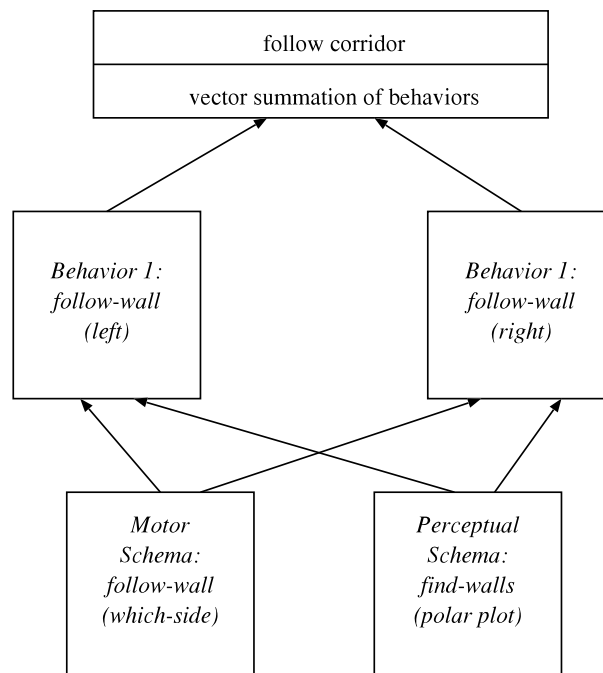 follow corridor
vector summation of behaviors
Behavior 1:
follow-wall
(left)
Behavior 1:
follow-wall
(right)
Motor
Schema:
follow-wall
(which-side)
Perceptual
Schema:
find-walls
(polar plot)